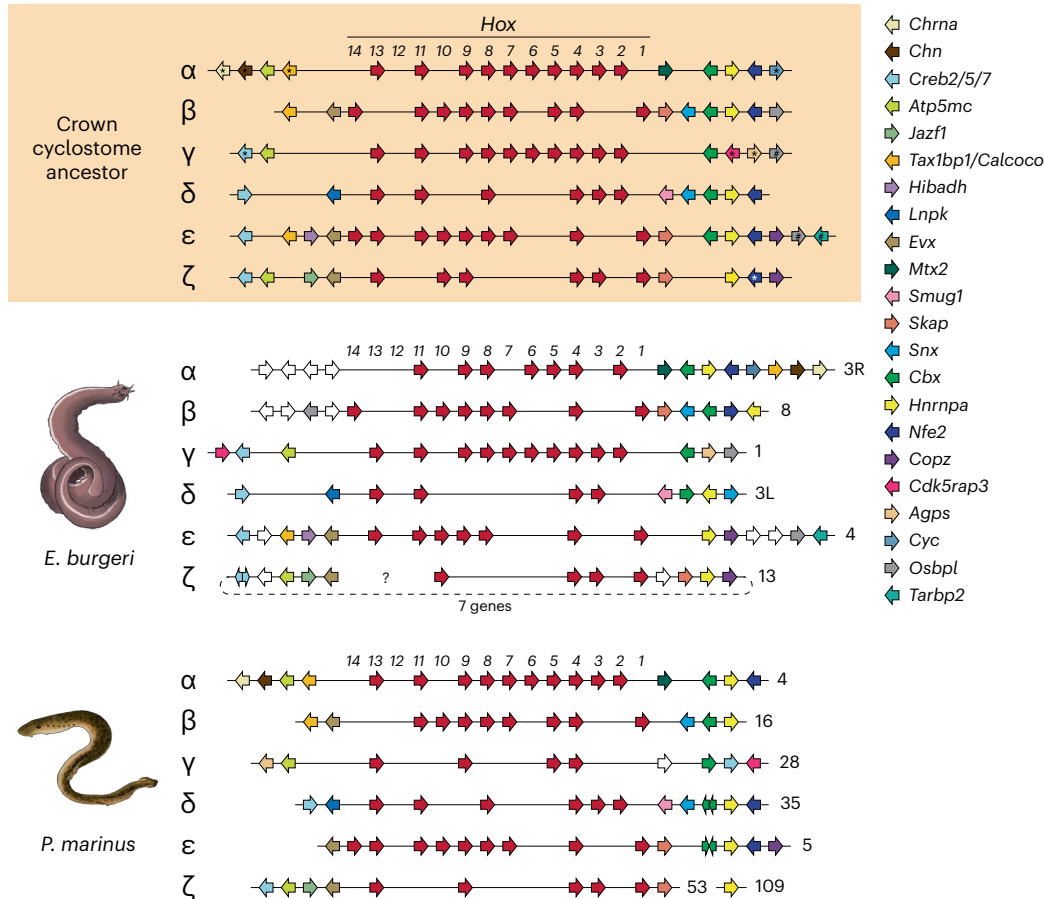 Hox
14 13 12 11 10 9 8 7 6 5 4 3 2 1
Crown
cyclostome
ancestor
α * * *  *
β
γ * * * #
δ
ε # #
ζ *
14 13 12 11 10 9 8 7 6 5 4 3 2 1
α 3R
β 8
γ 1
δ 3L
ε 4
ζ ? 13
7 genes
E. burgeri
14 13 12 11 10 9 8 7 6 5 4 3 2 1
α 4
β 16
γ 28
δ 35
ε 5
ζ 53 109
P. marinus
Chrna
Chn
Creb2/5/7
Atp5mc
Jazf1
Tax1bp1/Calcoco
Hibadh
Lnpk
Evx
Mtx2
Smug1
Skap
Snx
Cbx
Hnrnpa
Nfe2
Copz
Cdk5rap3
Agps
Cyc
Osbpl
Tarbp2